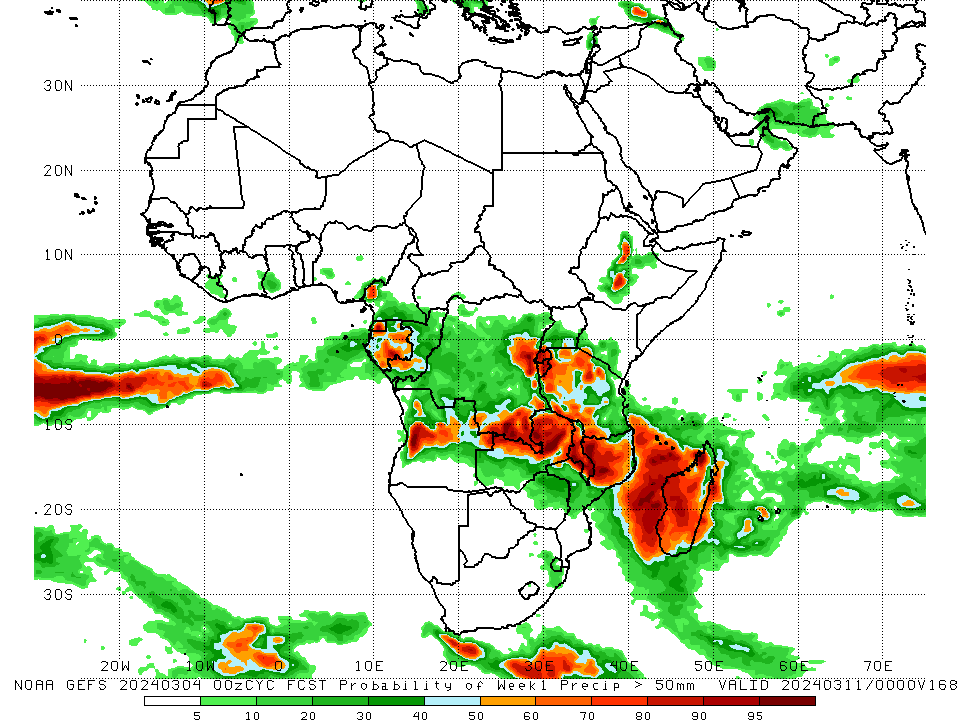 30N
20N
10N
0
10S
20S
30S
20W 10W 0 10E 20E 30E 40E 50E 60E 70E
NOAA GEFS 20240304 00zCYC FCST Probability of Week1 Precip > 50mm VALID 20240311/0000V168
5 10 20 30 40 50 60 70 80 90 95